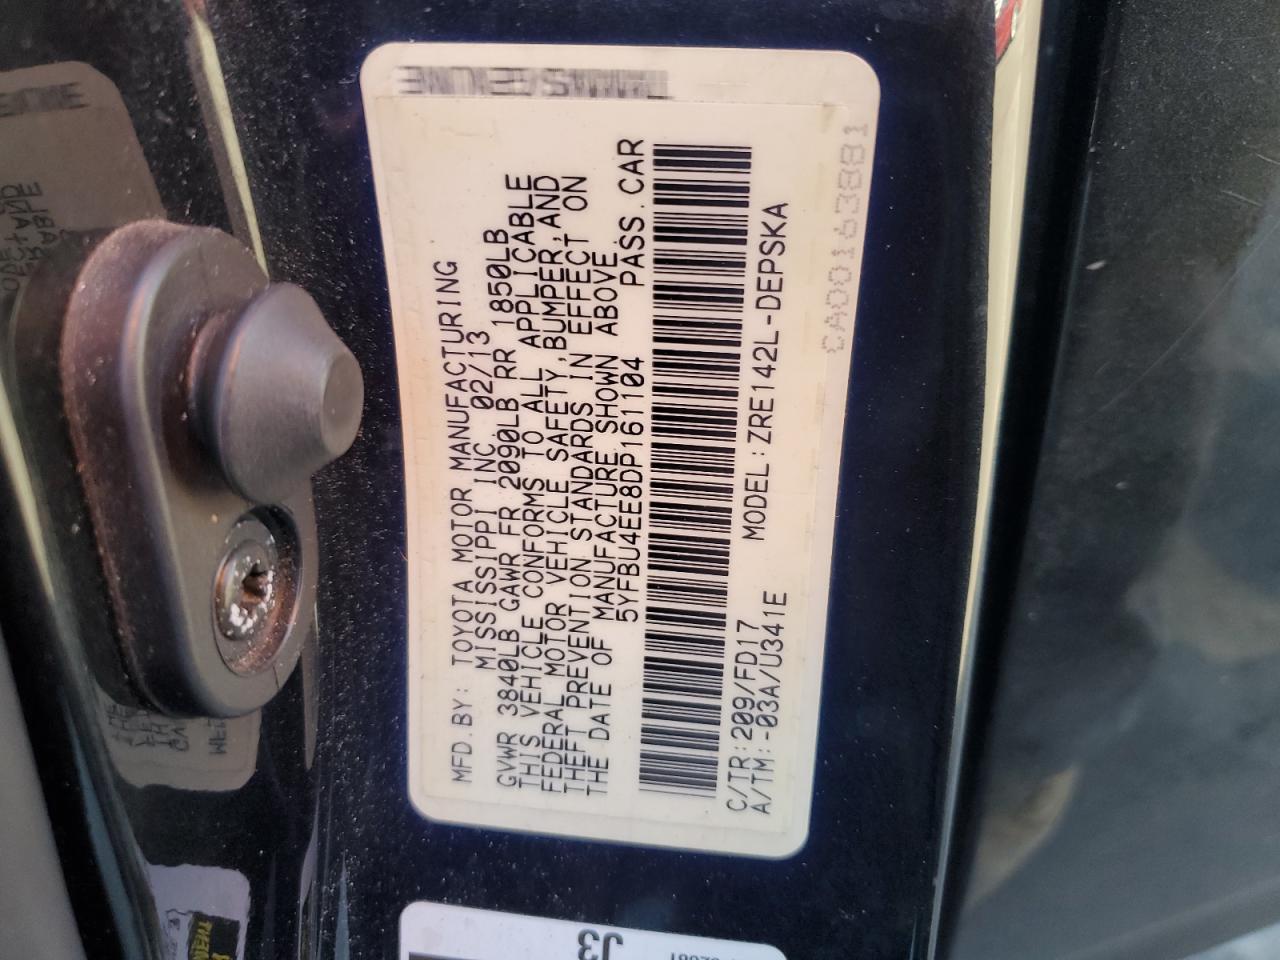 MFD.BY: TOYOTA MOTOR MANUFACTURING
MISSISSIPPI INC. 02/13
GVWR 3840LB GAWR FR 2090LB RR 1850LB
THIS VEHICLE CONFORMS TO ALL APPLICABLE
FEDERAL MOTOR VEHICLE SAFETY,BUMPER,AND
THEFT PREVENTION STANDARDS IN EFFECT ON
THE DATE OF MANUFACTURE SHOWN ABOVE
5YFBU4EE8DP161104 PASS.CAR
MODEL:ZRE142L-DEPSKA
C/TR:209/FD17
A/TM:-03A/U341E
CA00163881
J3